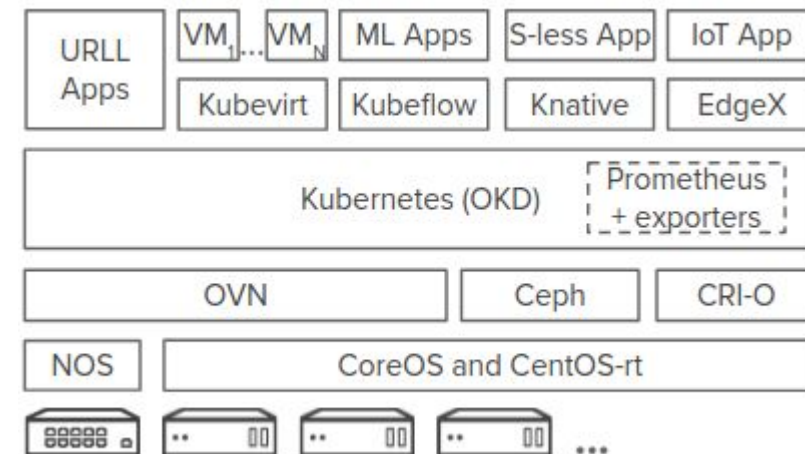 URLL
Apps
VM1...VMN
ML Apps
S-less App
IoT App
Kubevirt
Kubeflow
Knative
EdgeX
Kubernetes (OKD)
Prometheus
+ exporters
OVN
Ceph
CRI-O
NOS
CoreOS and CentOS-rt
...